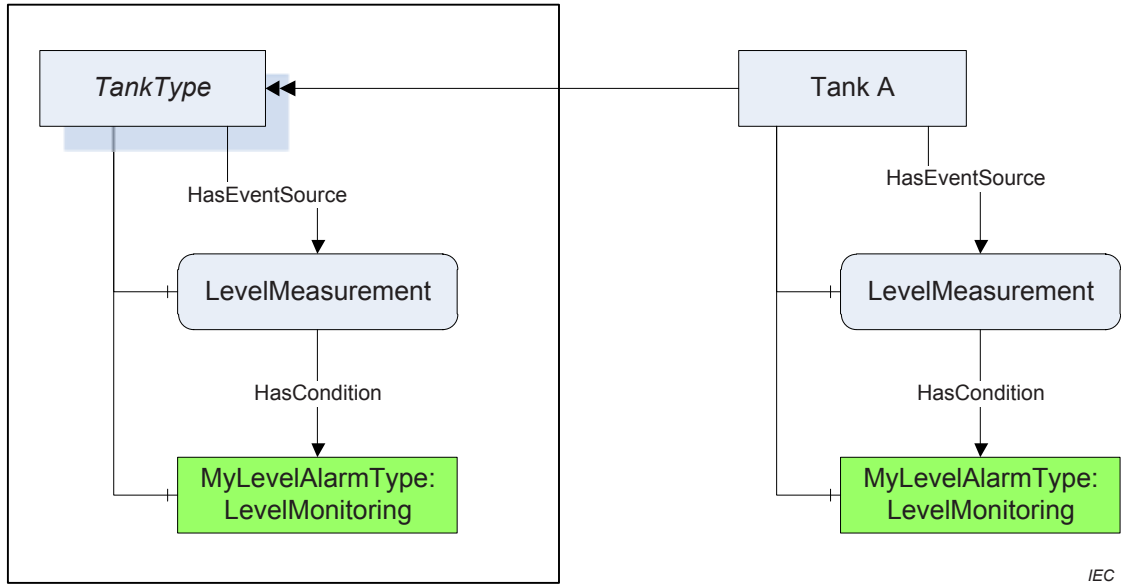 TankType
Tank A
HasEventSource
HasEventSource
LevelMeasurement
LevelMeasurement
HasCondition
HasCondition
MyLevelAlarmType:
LevelMonitoring
MyLevelAlarmType:
LevelMonitoring
IEC